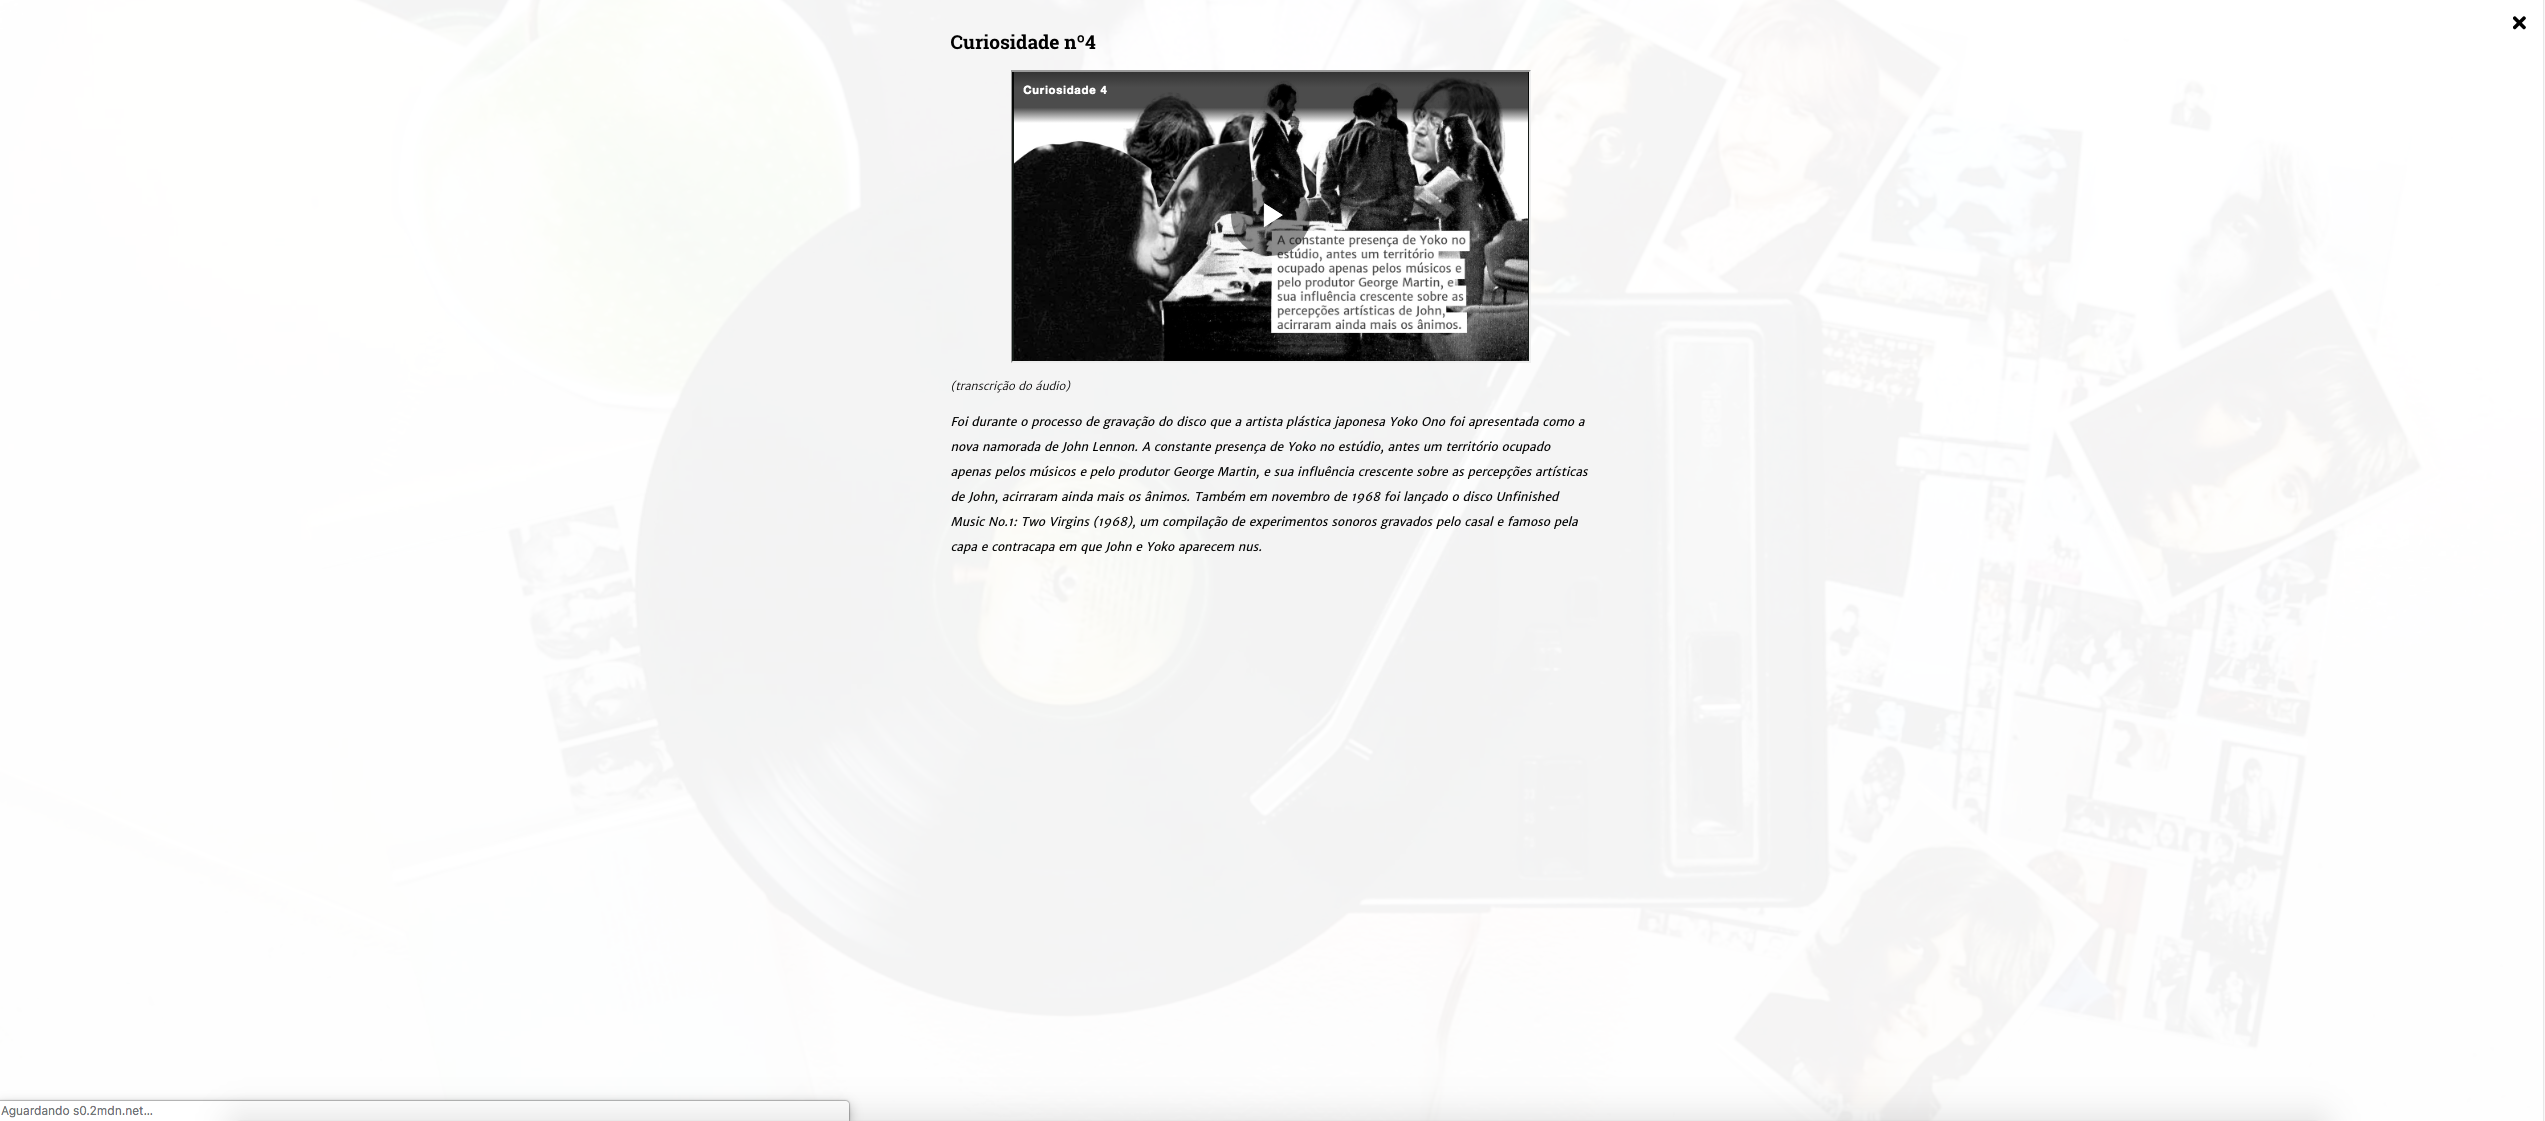 Curiosidade nº4
Curiosidade 4
A constante presença de Yoko no
estúdio, antes um território
ocupado apenas pelos músicos e
pelo produtor George Martin, e
sua influência crescente sobre as
percepções artísticas de John,
acirraram ainda mais os ânimos.
(transcrição do áudio)
Foi durante o processo de gravação do disco que a artista plástica japonesa Yoko Ono foi apresentada como a
nova namorada de John Lennon. A constante presença de Yoko no estúdio, antes um território ocupado
apenas pelos músicos e pelo produtor George Martin, e sua influência crescente sobre as percepções artísticas
de John, acirraram ainda mais os ânimos. Também em novembro de 1968 foi lançado o disco Unfinished
Music No.1: Two Virgins (1968), um compilação de experimentos sonoros gravados pelo casal e famoso pela
capa e contracapa em que John e Yoko aparecem nus.
Aguardando s0.2mdn.net...